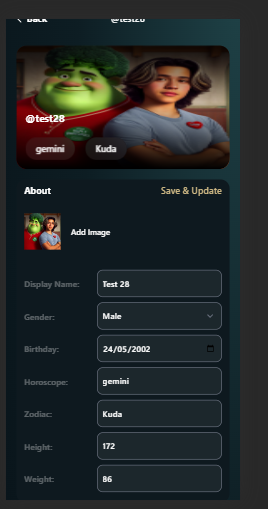 Back @test28
@test28
gemini Kuda
About Save & Update
Add Image
Display Name: Test 28
Gender: Male
Birthday: 24/05/2002
Horoscope: gemini
Zodiac: Kuda
Height: 172
Weight: 86